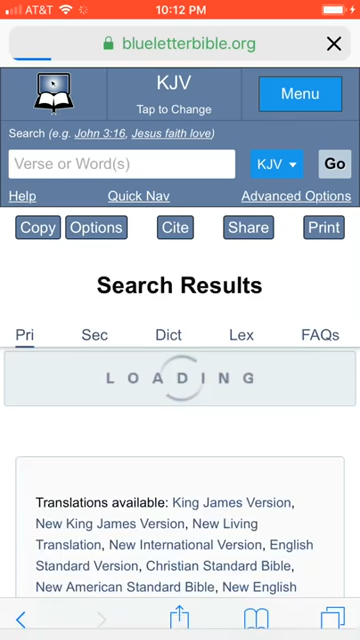 AT&T 10:12 PM
blueletterbible.org
KJV
Tap to Change
Menu
Search (e.g. John 3:16, Jesus faith love)
Verse or Word(s)
KJV
Go
Help Quick Nav Advanced Options
Copy Options Cite Share Print
Search Results
Pri Sec Dict Lex FAQs
LOADING
Translations available: King James Version,
New King James Version, New Living
Translation, New International Version, English
Standard Version, Christian Standard Bible,
New American Standard Bible, New English